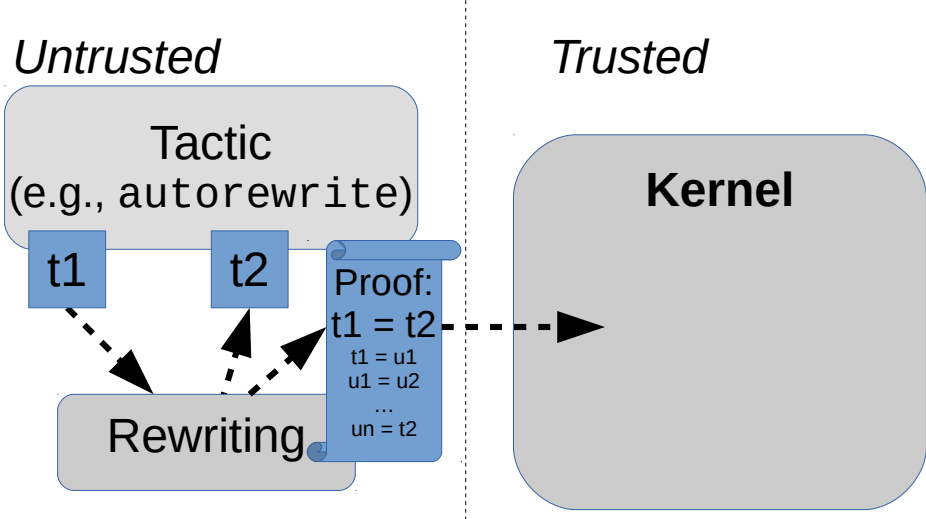 Untrusted
Trusted
Tactic
(e.g., autorewrite)
Kernel
t1
t2
Proof:
t1 = t2
t1 = u1
u1 = u2
...
un = t2
Rewriting